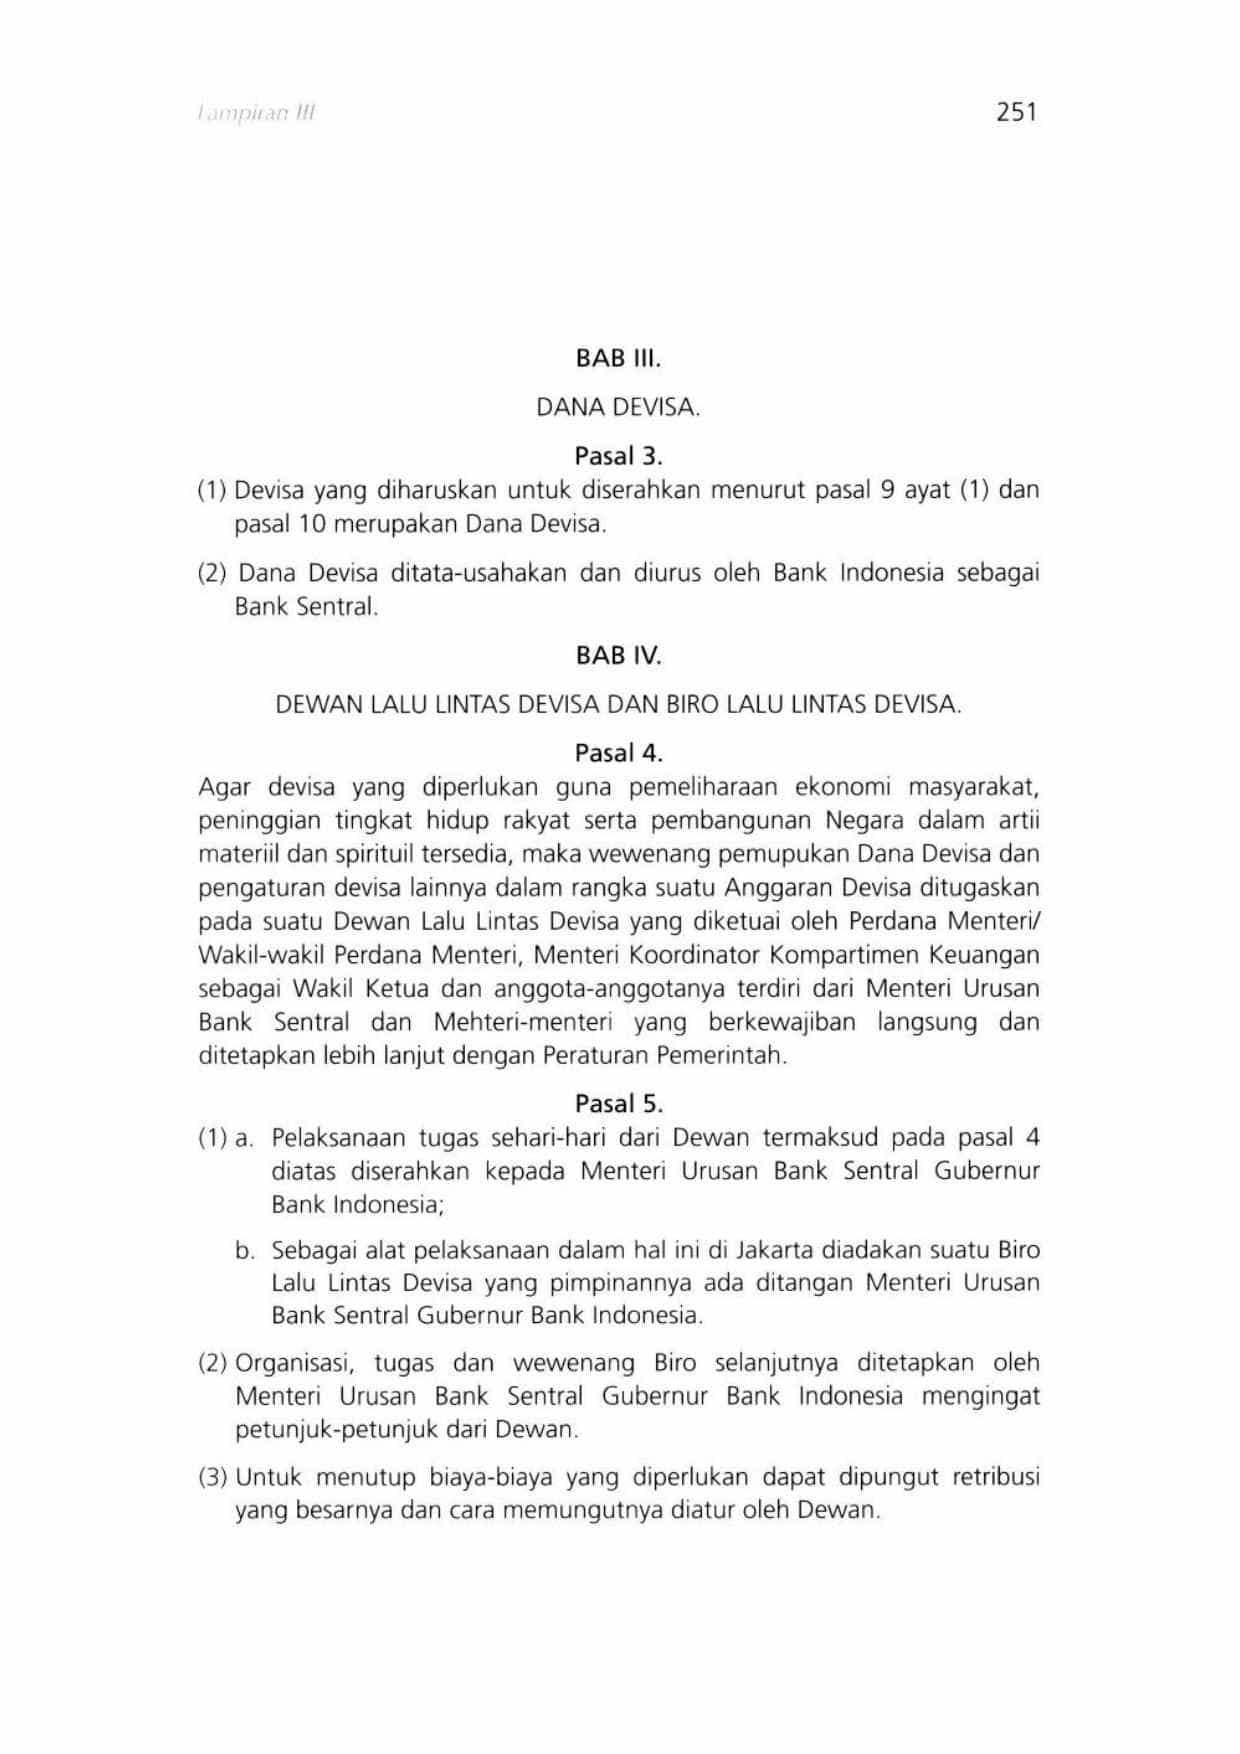 Lampiran III
251
BAB III.
DANA DEVISA.
Pasal 3.
(1) Devisa yang diharuskan untuk diserahkan menurut pasal 9 ayat (1) dan
pasal 10 merupakan Dana Devisa.
(2) Dana Devisa ditata-usahakan dan diurus oleh Bank Indonesia sebagai
Bank Sentral.
BAB IV.
DEWAN LALU LINTAS DEVISA DAN BIRO LALU LINTAS DEVISA.
Pasal 4.
Agar devisa yang diperlukan guna pemeliharaan ekonomi masyarakat,
peninggian tingkat hidup rakyat serta pembangunan Negara dalam artii
materiil dan spirituil tersedia, maka wewenang pemupukan Dana Devisa dan
pengaturan devisa lainnya dalam rangka suatu Anggaran Devisa ditugaskan
pada suatu Dewan Lalu Lintas Devisa yang diketuai oleh Perdana Menteri/
Wakil-wakil Perdana Menteri, Menteri Koordinator Kompartimen Keuangan
sebagai Wakil Ketua dan anggota-anggotanya terdiri dari Menteri Urusan
Bank Sentral dan Mehteri-menteri yang berkewajiban langsung dan
ditetapkan lebih lanjut dengan Peraturan Pemerintah.
Pasal 5.
(1) a. Pelaksanaan tugas sehari-hari dari Dewan termaksud pada pasal 4
diatas diserahkan kepada Menteri Urusan Bank Sentral Gubernur
Bank Indonesia;
b. Sebagai alat pelaksanaan dalam hal ini di Jakarta diadakan suatu Biro
Lalu Lintas Devisa yang pimpinannya ada ditangan Menteri Urusan
Bank Sentral Gubernur Bank Indonesia.
(2) Organisasi, tugas dan wewenang Biro selanjutnya ditetapkan oleh
Menteri Urusan Bank Sentral Gubernur Bank Indonesia mengingat
petunjuk-petunjuk dari Dewan.
(3) Untuk menutup biaya-biaya yang diperlukan dapat dipungut retribusi
yang besarnya dan cara memungutnya diatur oleh Dewan.